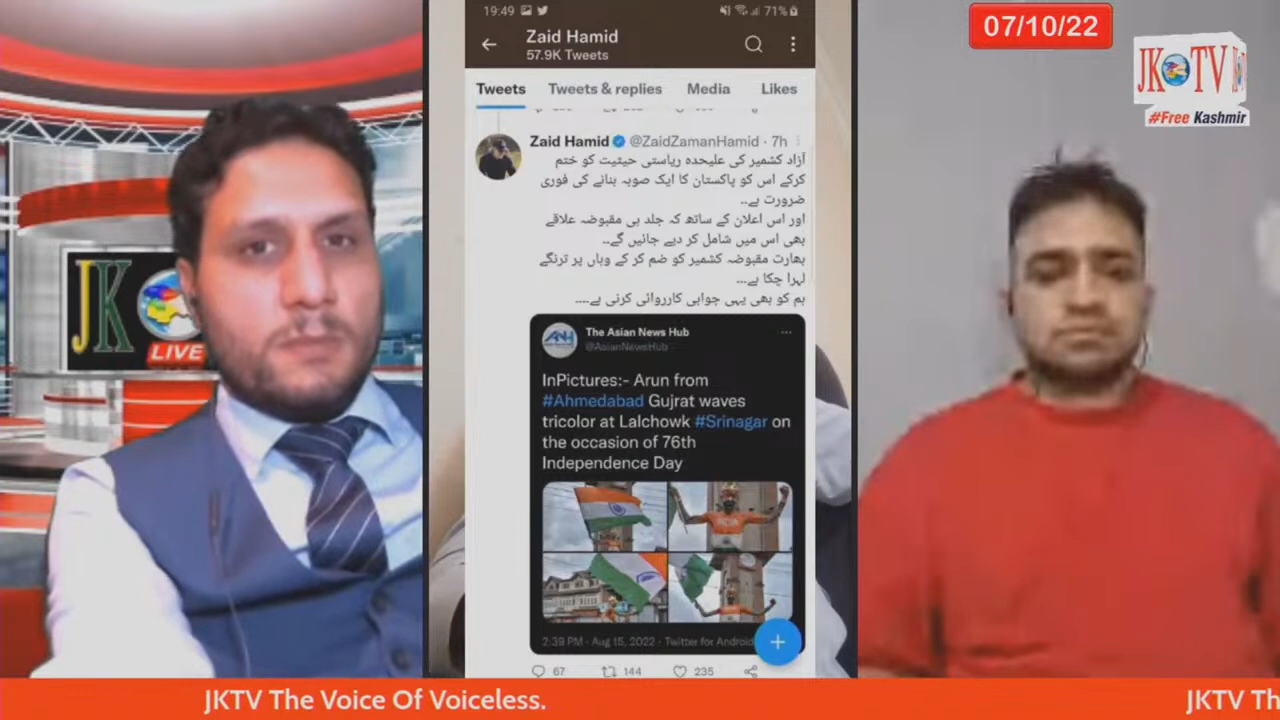 19:49
71%
Zaid Hamid
57.9K Tweets
Tweets
Tweets & replies
Media
Likes
Zaid Hamid @ZaidZamanHamid · 7h
آزاد کشمیر کی علیحدہ ریاستی حیثیت کو ختم
کرکے اس کو پاکستان کا ایک صوبہ بنانے کی فوری
ضرورت ہے..
اور اس اعلان کے ساتھ کہ جلد ہی مقبوضہ علاقے
بھی اس میں شامل کر دیے جائیں گے..
بھارت مقبوضہ کشمیر کو ضم کر کے وہاں پر ترنگے
لہرا چکا ہے...
ہم کو بھی یہی جوابی کارروائی کرنی ہے....
ANH
The Asian News Hub
@AsianNewsHub
InPictures:- Arun from
#Ahmedabad Gujrat waves
tricolor at Lalchowk #Srinagar on
the occasion of 76th
Independence Day
2:39 PM · Aug 15, 2022 · Twitter for Android
67
144
235
07/10/22
JK TV
#Free Kashmir
JK
LIVE
JKTV The Voice Of Voiceless.
JKTV Th